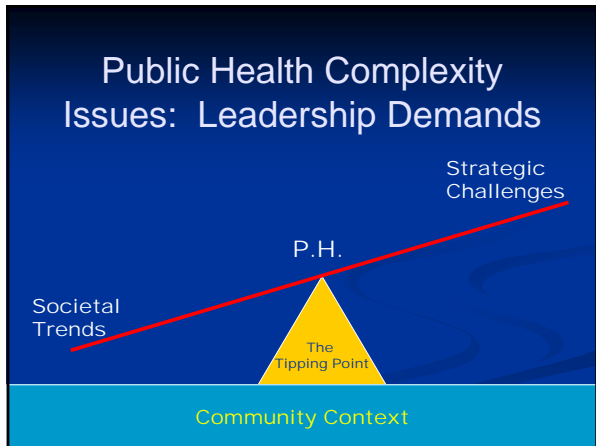 Public Health Complexity
Issues: Leadership Demands
Strategic
Challenges
P.H.
Societal
Trends
The
Tipping Point
Community Context